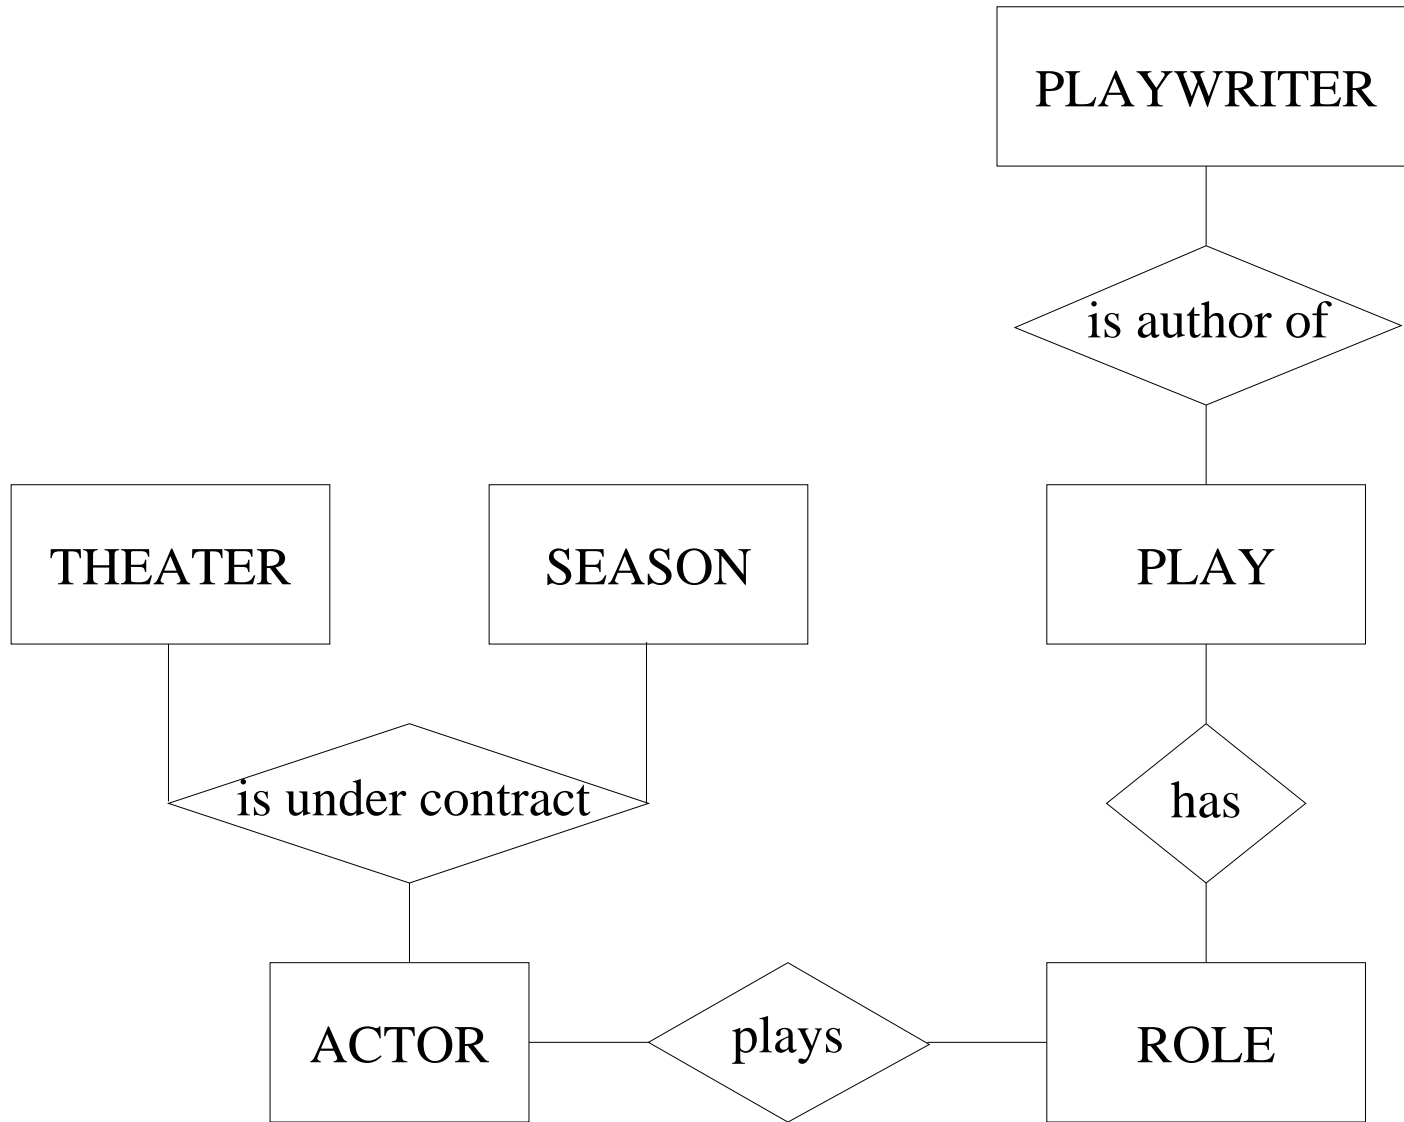 PLAYWRITER
is author of
THEATER
SEASON
PLAY
is under contract
has
ACTOR
plays
ROLE